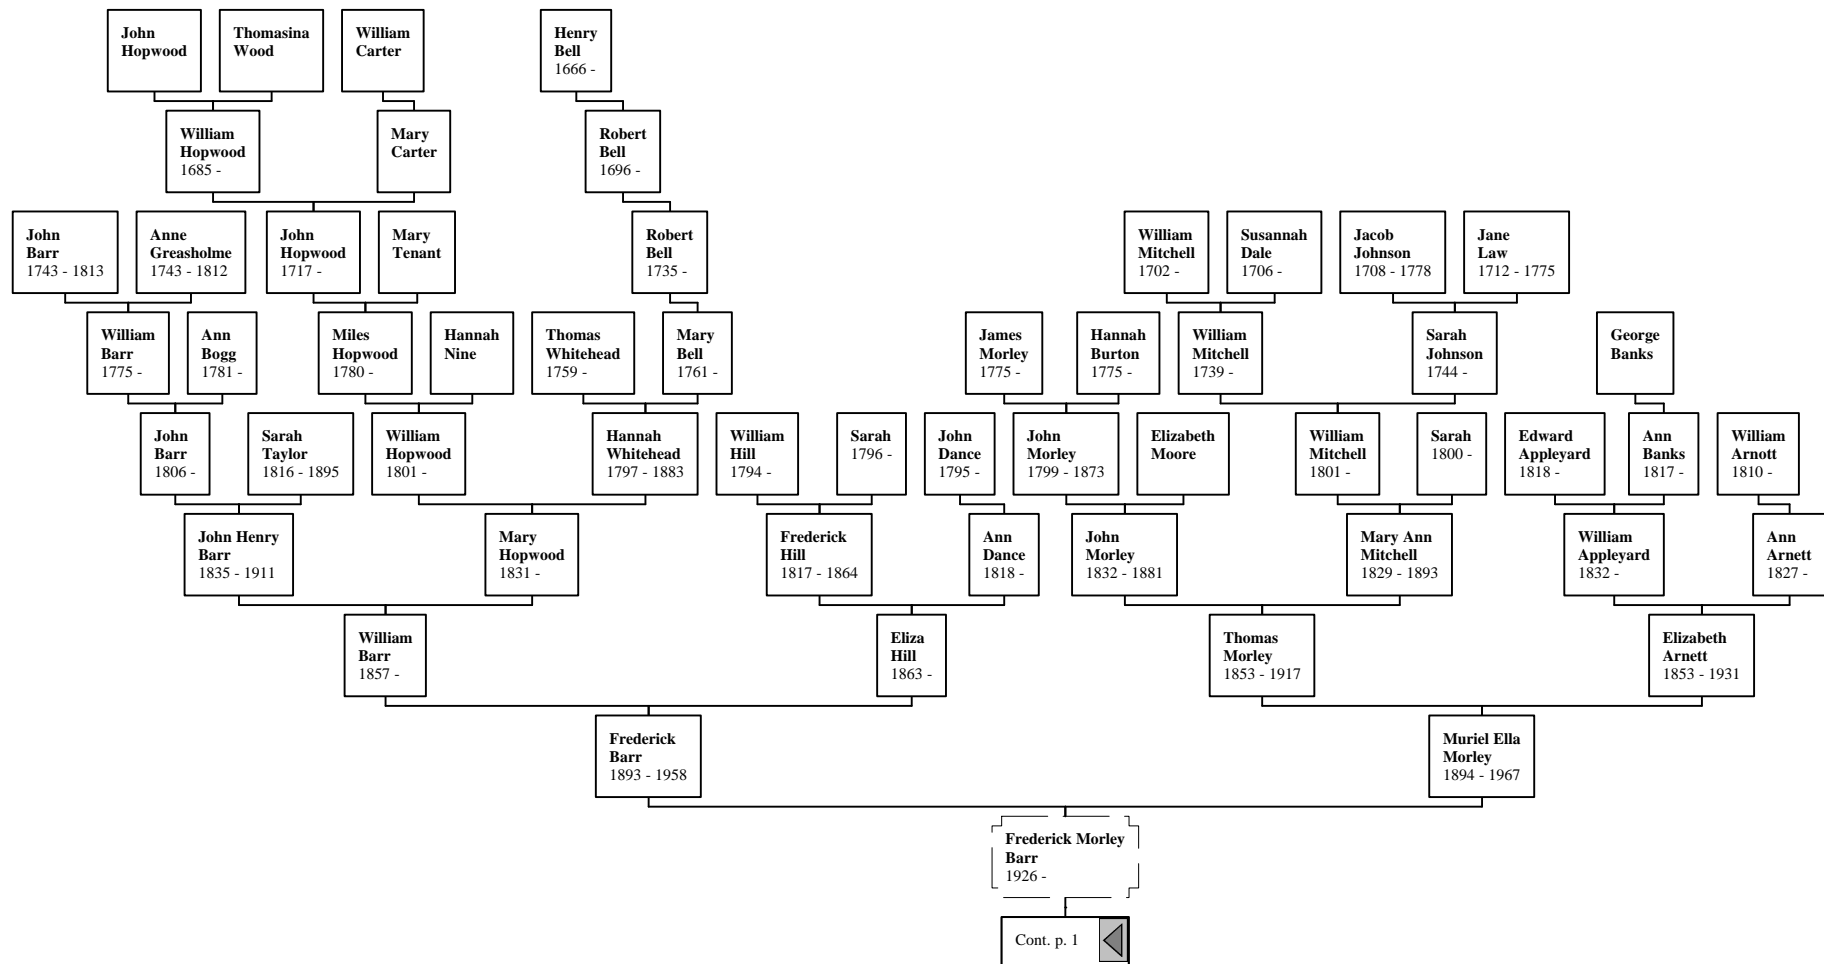 John
Hopwood
Thomasina
Wood
William
Carter
Henry
Bell
1666 -
William
Hopwood
1685 -
Mary
Carter
Robert
Bell
1696 -
John
Barr
1743 - 1813
Anne
Greasholme
1743 - 1812
John
Hopwood
1717 -
Mary
Tenant
Robert
Bell
1735 -
William
Mitchell
1702 -
Susannah
Dale
1706 -
Jacob
Johnson
1708 - 1778
Jane
Law
1712 - 1775
William
Barr
1775 -
Ann
Bogg
1781 -
Miles
Hopwood
1780 -
Hannah
Nine
Thomas
Whitehead
1759 -
Mary
Bell
1761 -
James
Morley
1775 -
Hannah
Burton
1775 -
William
Mitchell
1739 -
Sarah
Johnson
1744 -
George
Banks
John
Barr
1806 -
Sarah
Taylor
1816 - 1895
William
Hopwood
1801 -
Hannah
Whitehead
1797 - 1883
William
Hill
1794 -
Sarah
1796 -
John
Dance
1795 -
John
Morley
1799 - 1873
Elizabeth
Moore
William
Mitchell
1801 -
Sarah
1800 -
Edward
Appleyard
1818 -
Ann
Banks
1817 -
William
Arnott
1810 -
John Henry
Barr
1835 - 1911
Mary
Hopwood
1831 -
Frederick
Hill
1817 - 1864
Ann
Dance
1818 -
John
Morley
1832 - 1881
Mary Ann
Mitchell
1829 - 1893
William
Appleyard
1832 -
Ann
Arnett
1827 -
William
Barr
1857 -
Eliza
Hill
1863 -
Thomas
Morley
1853 - 1917
Elizabeth
Arnett
1853 - 1931
Frederick
Barr
1893 - 1958
Muriel Ella
Morley
1894 - 1967
Frederick Morley
Barr
1926 -
Cont. p. 1